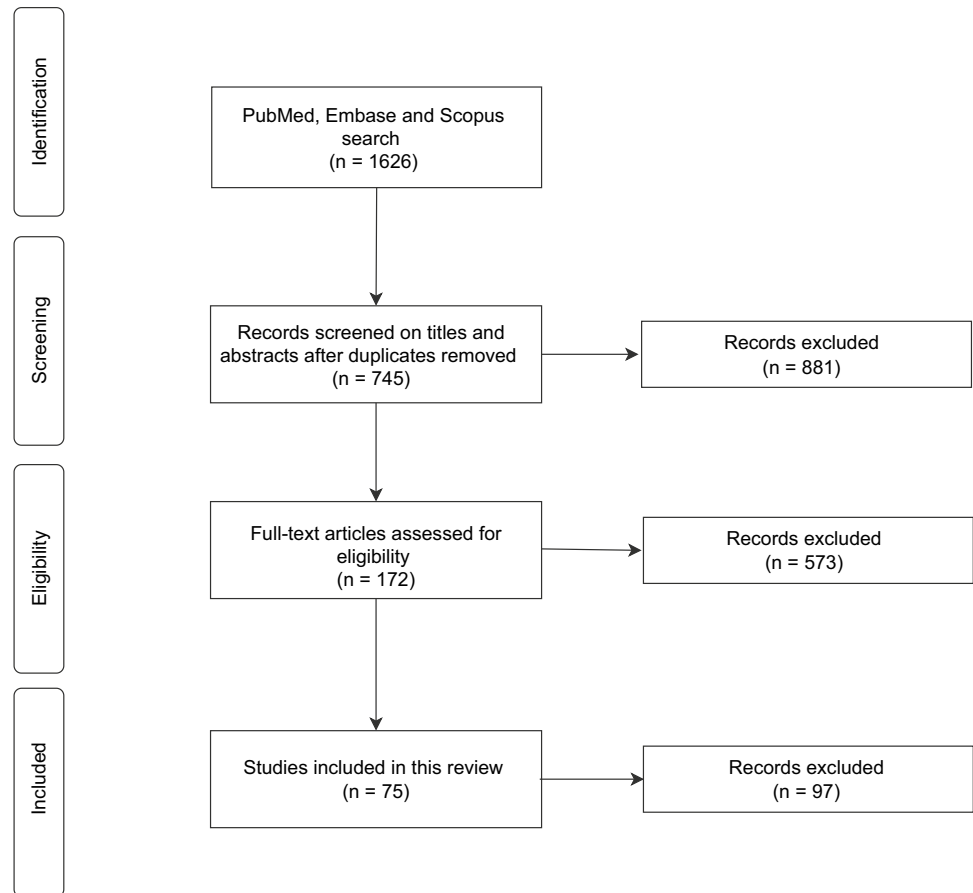 Identification
PubMed, Embase and Scopus
search
(n = 1626)
Screening
Records screened on titles and
abstracts after duplicates removed
(n = 745)
Records excluded
(n = 881)
Eligibility
Full-text articles assessed for
eligibility
(n = 172)
Records excluded
(n = 573)
Included
Studies included in this review
(n = 75)
Records excluded
(n = 97)